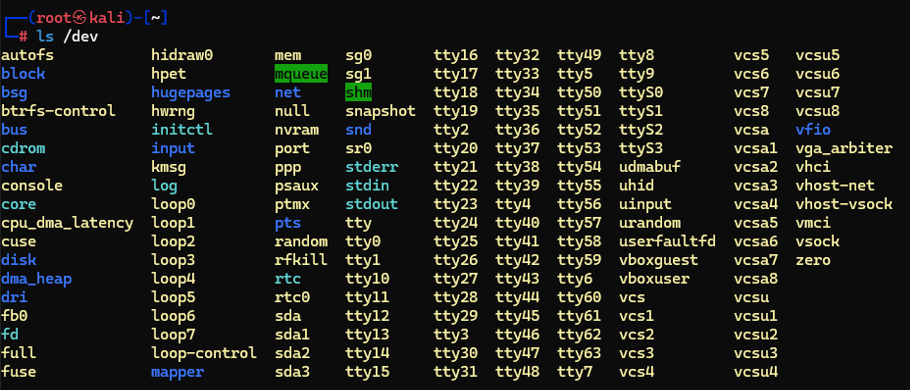 ┌──(root㉿kali)-[~]
└─# ls /dev
autofs hidraw0 mem sg0 tty16 tty32 tty49 tty8 vcs5 vcsu5
block hpet mqueue sg1 tty17 tty33 tty5 tty9 vcs6 vcsu6
bsg hugepages net shm tty18 tty34 tty50 ttyS0 vcs7 vcsu7
btrfs-control hwrng null snapshot tty19 tty35 tty51 ttyS1 vcs8 vcsu8
bus initctl nvram snd tty2 tty36 tty52 ttyS2 vcsa vfio
cdrom input port sr0 tty20 tty37 tty53 ttyS3 vcsa1 vga_arbiter
char kmsg ppp stderr tty21 tty38 tty54 udmabuf vcsa2 vhci
console log psaux stdin tty22 tty39 tty55 uhid vcsa3 vhost-net
core loop0 ptmx stdout tty23 tty4 tty56 uinput vcsa4 vhost-vsock
cpu_dma_latency loop1 pts tty tty24 tty40 tty57 urandom vcsa5 vmci
cuse loop2 random tty0 tty25 tty41 tty58 userfaultfd vcsa6 vsock
disk loop3 rfkill tty1 tty26 tty42 tty59 vboxguest vcsa7 zero
dma_heap loop4 rtc tty10 tty27 tty43 tty6 vboxuser vcsa8
dri loop5 rtc0 tty11 tty28 tty44 tty60 vcs vcsu
fb0 loop6 sda tty12 tty29 tty45 tty61 vcs1 vcsu1
fd loop7 sda1 tty13 tty3 tty46 tty62 vcs2 vcsu2
full loop-control sda2 tty14 tty30 tty47 tty63 vcs3 vcsu3
fuse mapper sda3 tty15 tty31 tty48 tty7 vcs4 vcsu4